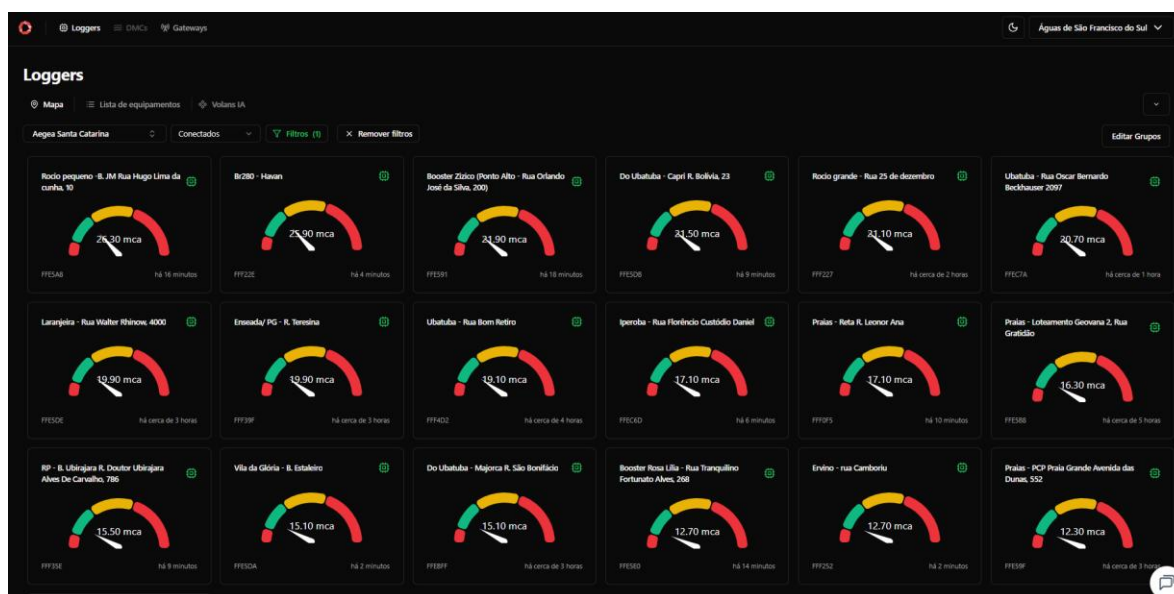 Loggers DMCs Gateways Águas de São Francisco do Sul
Loggers
Mapa Lista de equipamentos Volans IA
Aegea Santa Catarina Conectados Filtros (1) × Remover filtros Editar Grupos
Rocio pequeno -B. JM Rua Hugo Lima da
cunha, 10
26.30 mca
FFE5A8 há 16 minutos
Br280 - Havan
25.90 mca
FFF22E há 4 minutos
Booster Zizico (Ponto Alto - Rua Orlando
José da Silva, 200)
21.90 mca
FFE591 há 18 minutos
Do Ubatuba - Capri R. Bolívia, 23
21.50 mca
FFE5DB há 9 minutos
Rocio grande - Rua 25 de dezembro
21.10 mca
FFF227 há cerca de 2 horas
Ubatuba - Rua Oscar Bernardo
Beckhauser 2097
20.70 mca
FFEC7A há cerca de 1 hora
Laranjeira - Rua Walter Rhinow, 4000
19.90 mca
FFE5DE há cerca de 3 horas
Enseada/ PG - R. Teresina
19.90 mca
FFF39F há cerca de 3 horas
Ubatuba - Rua Bom Retiro
19.10 mca
FFF4D2 há cerca de 4 horas
Iperoba - Rua Florêncio Custódio Daniel
17.10 mca
FFEC6D há 6 minutos
Praias - Reta R. Leonor Ana
17.10 mca
FFF0F5 há 10 minutos
Praias - Loteamento Geovana 2, Rua
Gratidão
16.30 mca
FFE5BB há cerca de 5 horas
RP - B. Ubirajara R. Doutor Ubirajara
Alves De Carvalho, 786
15.50 mca
FFF35E há 9 minutos
Vila da Glória - B. Estaleiro
15.10 mca
FFE5DA há 2 minutos
Do Ubatuba - Majorca R. São Bonifácio
15.10 mca
FFEBFF há cerca de 3 horas
Booster Rosa Lília - Rua Tranquilino
Fortunato Alves, 268
12.70 mca
FFE5E0 há 14 minutos
Ervino - rua Camboriu
12.70 mca
FFF252 há 2 minutos
Praias - PCP Praia Grande Avenida das
Dunas, 552
12.30 mca
FFE59F há cerca de 3 horas